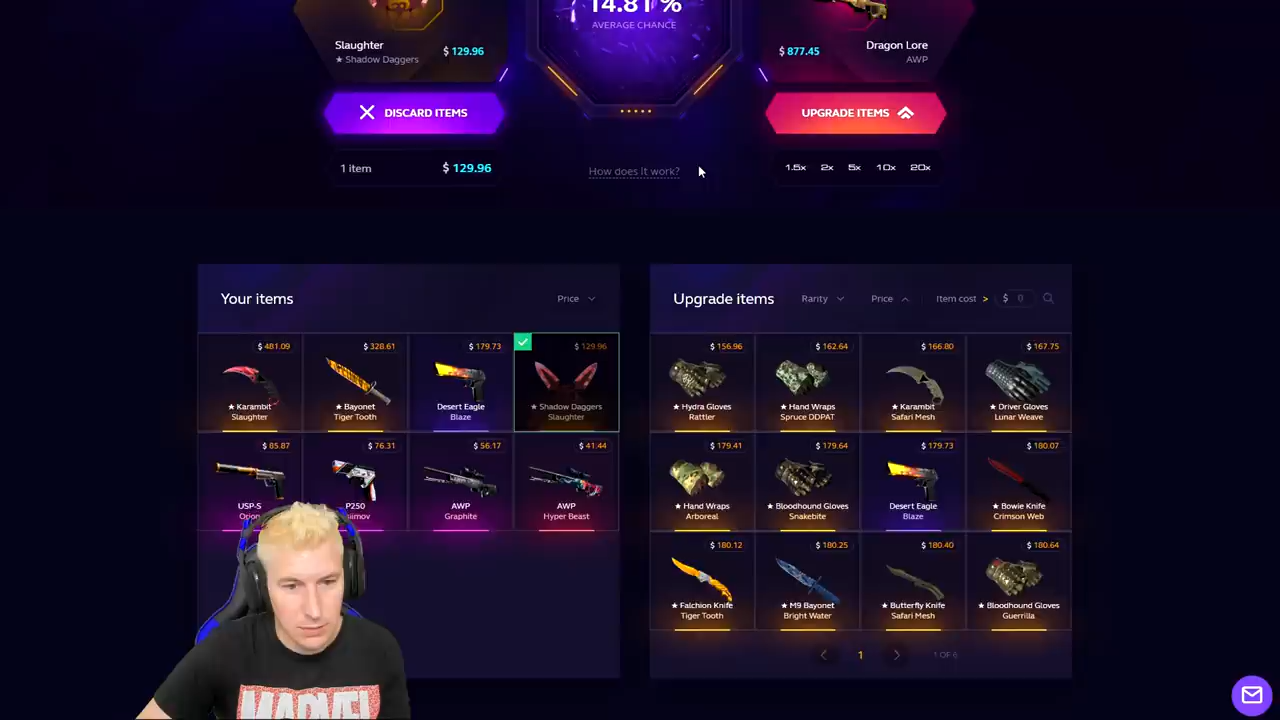 14.81 %
AVERAGE CHANCE
Slaughter
★ Shadow Daggers
$ 129.96
$ 877.45
Dragon Lore
AWP
DISCARD ITEMS
UPGRADE ITEMS
1 item
$ 129.96
How does it work?
1.5x 2x 5x 10x 20x
Your items
Price
Upgrade items
Rarity
Price
Item cost >
$ 0
$ 481.09
★ Karambit
Slaughter
$ 328.61
★ Bayonet
Tiger Tooth
$ 179.73
Desert Eagle
Blaze
$ 129.96
★ Shadow Daggers
Slaughter
$ 85.87
USP-S
$ 76.31
P250
$ 56.17
AWP
Graphite
$ 41.44
AWP
Hyper Beast
$ 156.96
★ Hydra Gloves
Rattler
$ 162.64
★ Hand Wraps
Spruce DDPAT
$ 166.80
★ Karambit
Safari Mesh
$ 167.75
★ Driver Gloves
Lunar Weave
$ 179.41
★ Hand Wraps
Arboreal
$ 179.64
★ Bloodhound Gloves
Snakebite
$ 179.73
Desert Eagle
Blaze
$ 180.07
★ Bowie Knife
Crimson Web
$ 180.12
★ Falchion Knife
Tiger Tooth
$ 180.25
★ M9 Bayonet
Bright Water
$ 180.40
★ Butterfly Knife
Safari Mesh
$ 180.64
★ Bloodhound Gloves
Guerrilla
1
1 OF 6
MARVEL